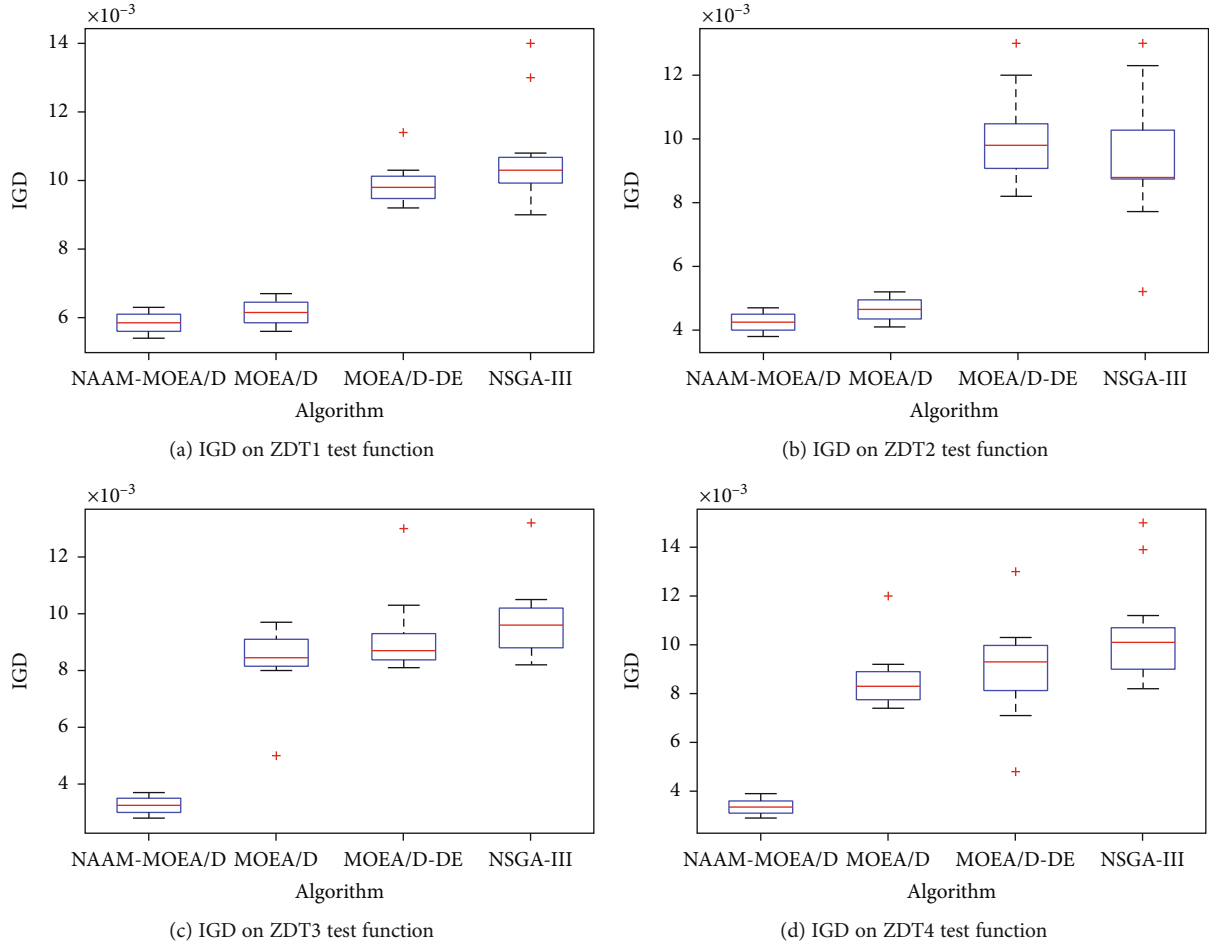 ×10⁻³
14
12
10
8
6
IGD
NAAM-MOEA/D MOEA/D MOEA/D-DE NSGA-III
Algorithm
(a) IGD on ZDT1 test function
×10⁻³
12
10
8
6
4
IGD
NAAM-MOEA/D MOEA/D MOEA/D-DE NSGA-III
Algorithm
(b) IGD on ZDT2 test function
×10⁻³
12
10
8
6
4
IGD
NAAM-MOEA/D MOEA/D MOEA/D-DE NSGA-III
Algorithm
(c) IGD on ZDT3 test function
×10⁻³
14
12
10
8
6
4
IGD
NAAM-MOEA/D MOEA/D MOEA/D-DE NSGA-III
Algorithm
(d) IGD on ZDT4 test function